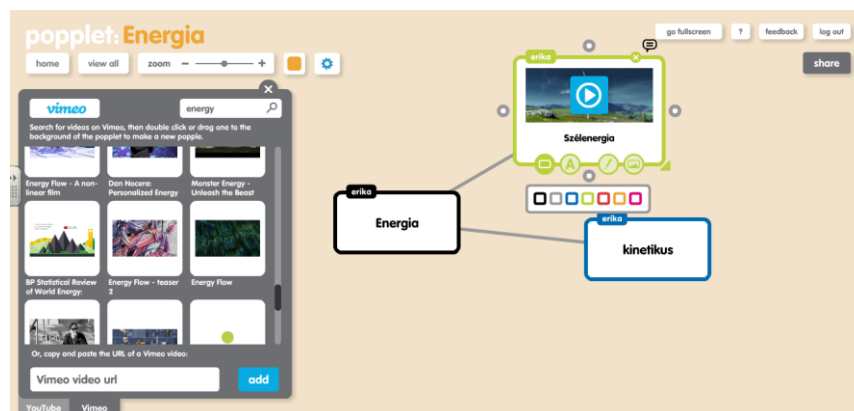 popplet: Energia
home
view all
zoom - +
go fullscreen
?
feedback
log out
share
vimeo
energy
Search for videos on Vimeo, then double click or drag one to the
background of the popplet to make a new popple.
Energy Flow - A non-
linear film
Dan Nocera:
Personalized Energy
Monster Energy -
Unleash the Beast
BP Statistical Review
of World Energy:
Energy Flow - teaser
2
Energy Flow
Or, copy and paste the URL of a Vimeo video:
Vimeo video url
add
YouTube
Vimeo
erika
Szélenergia
A
erika
Energia
erika
kinetikus